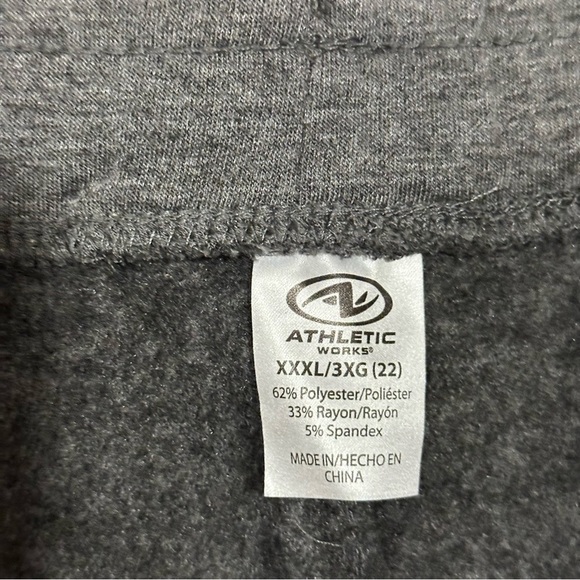 ATHLETIC
WORKS®
XXXL/3XG (22)
62% Polyester/Poliéster
33% Rayon/Rayón
5% Spandex
MADE IN/HECHO EN
CHINA